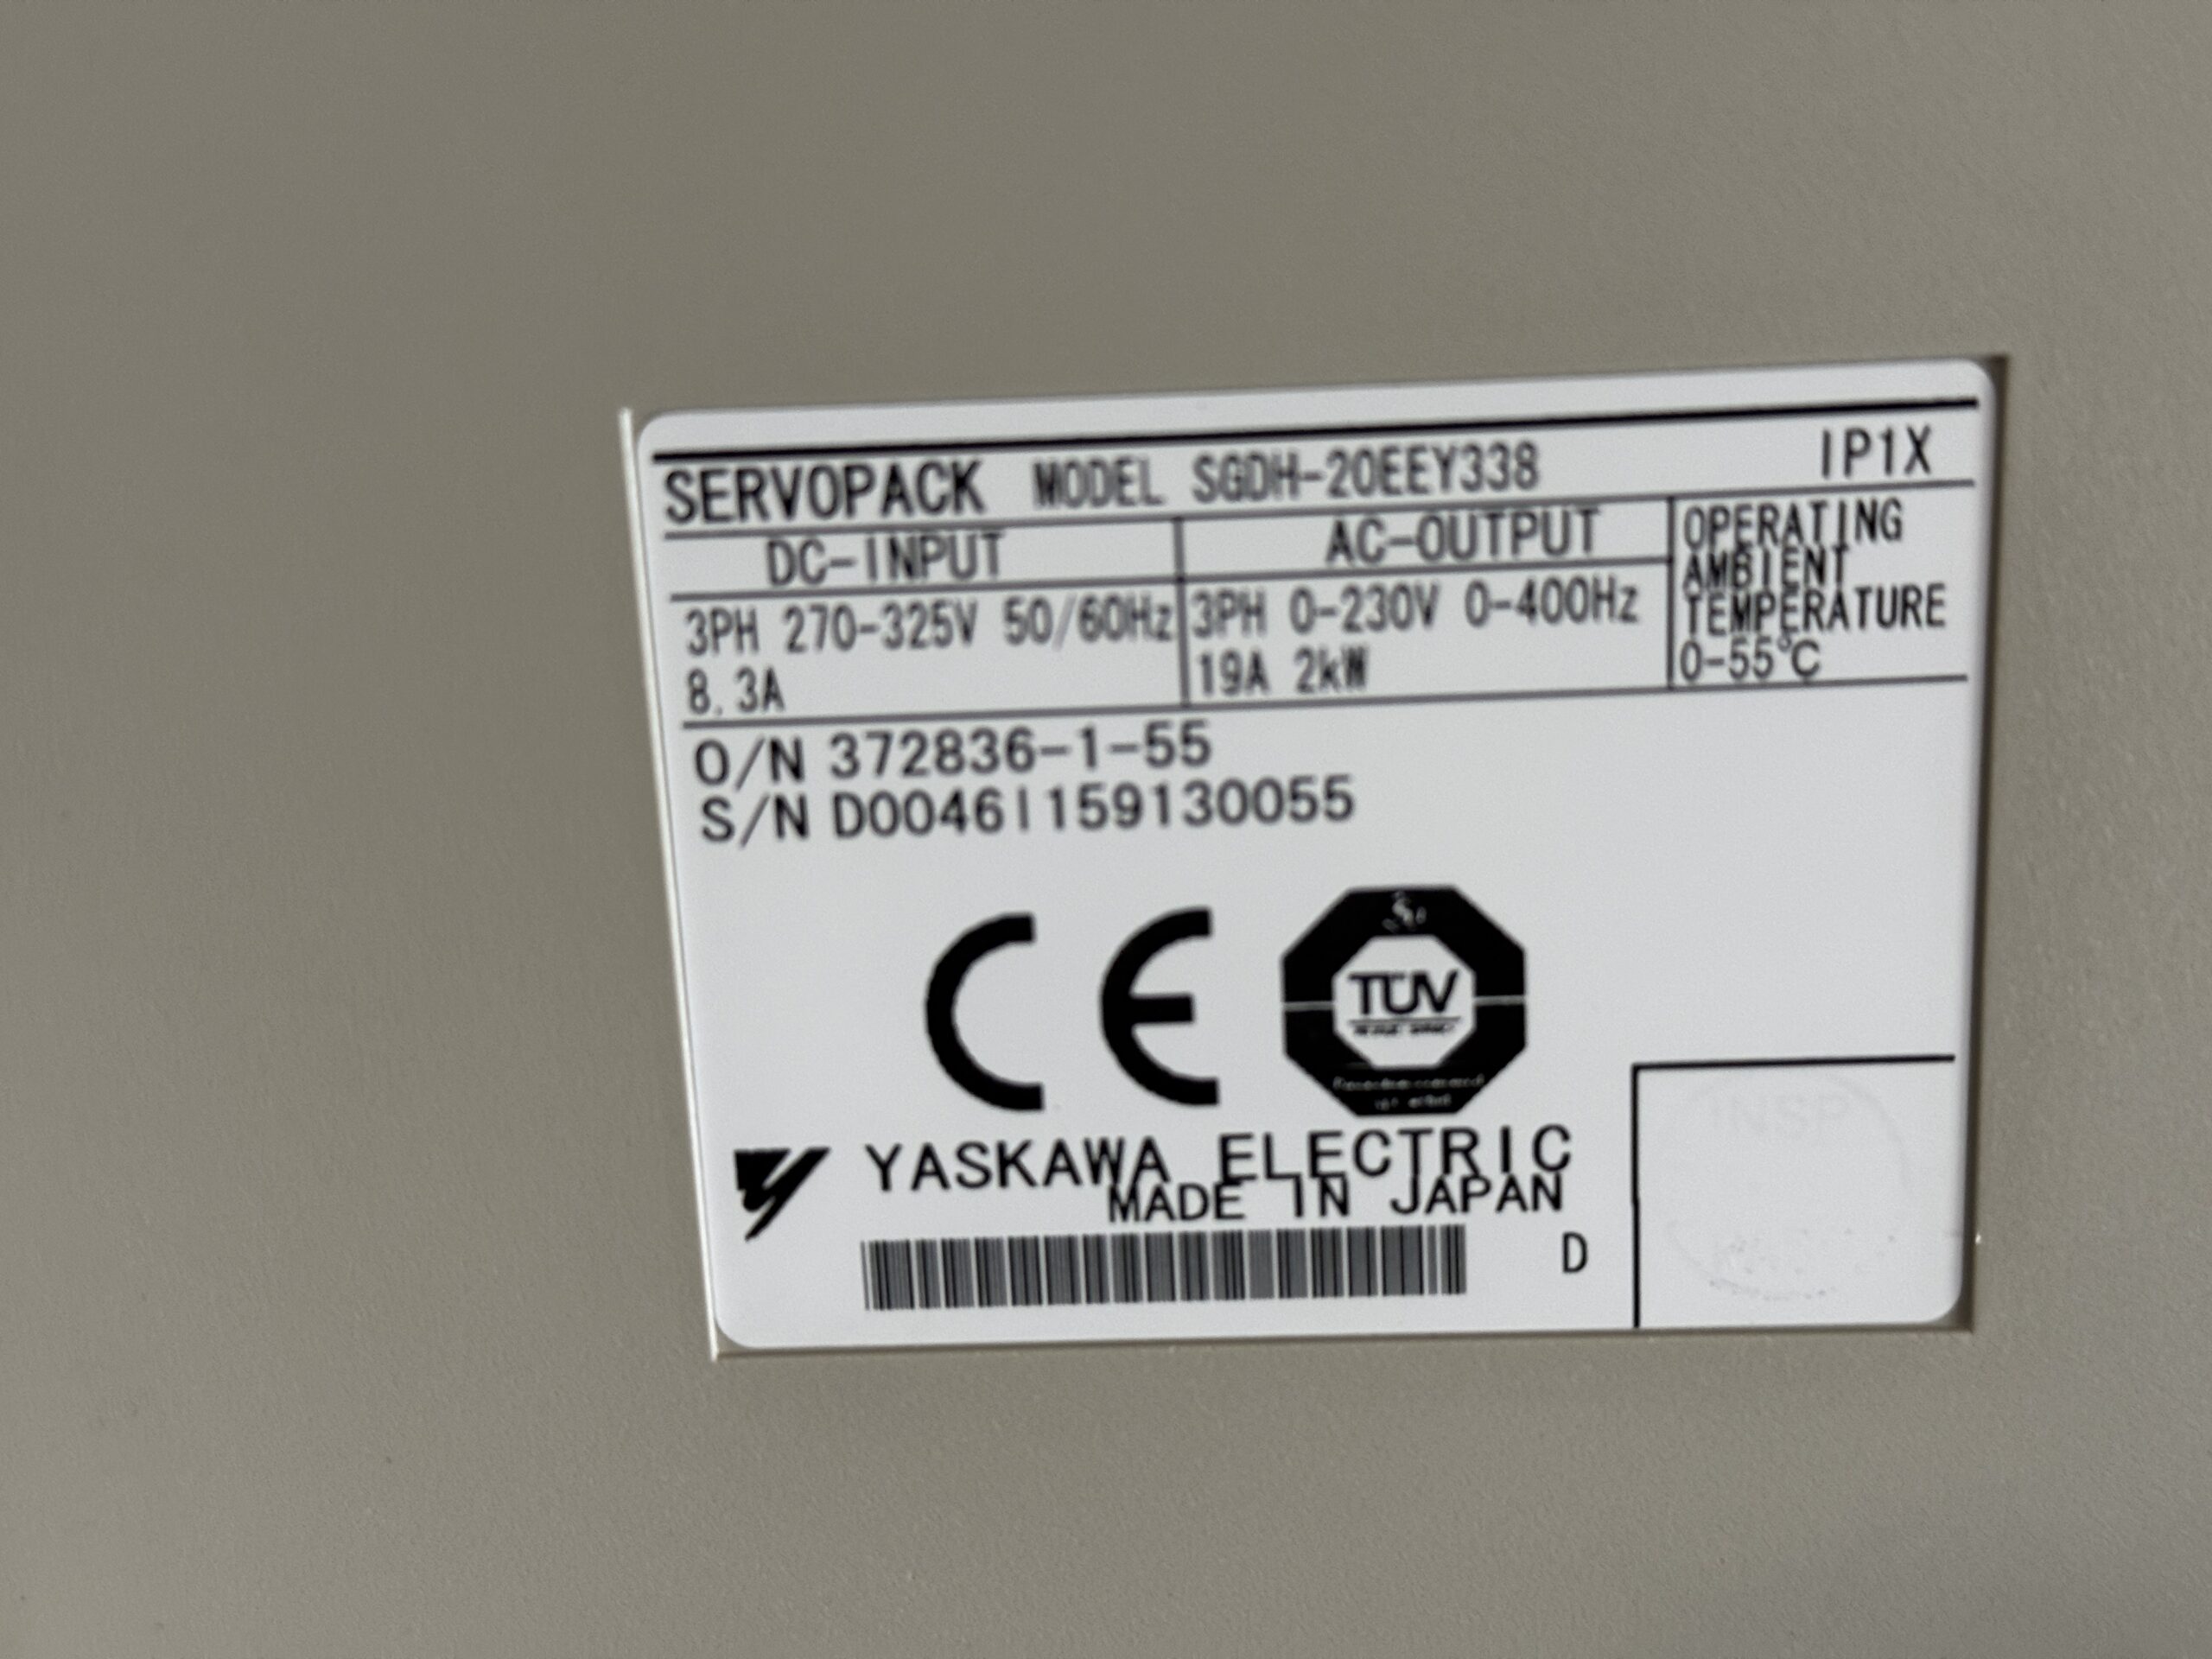 SERVOPACK MODEL SGDH-20EEY338 IP1X
DC-INPUT AC-OUTPUT
3PH 270-325V 50/60Hz 3PH 0-230V 0-400Hz
8.3A 19A 2kW
OPERATING
AMBIENT
TEMPERATURE
0-55℃
O/N 372836-1-55
S/N D0046I159130055
CE
TÜV
YASKAWA ELECTRIC
MADE IN JAPAN
D
INSP